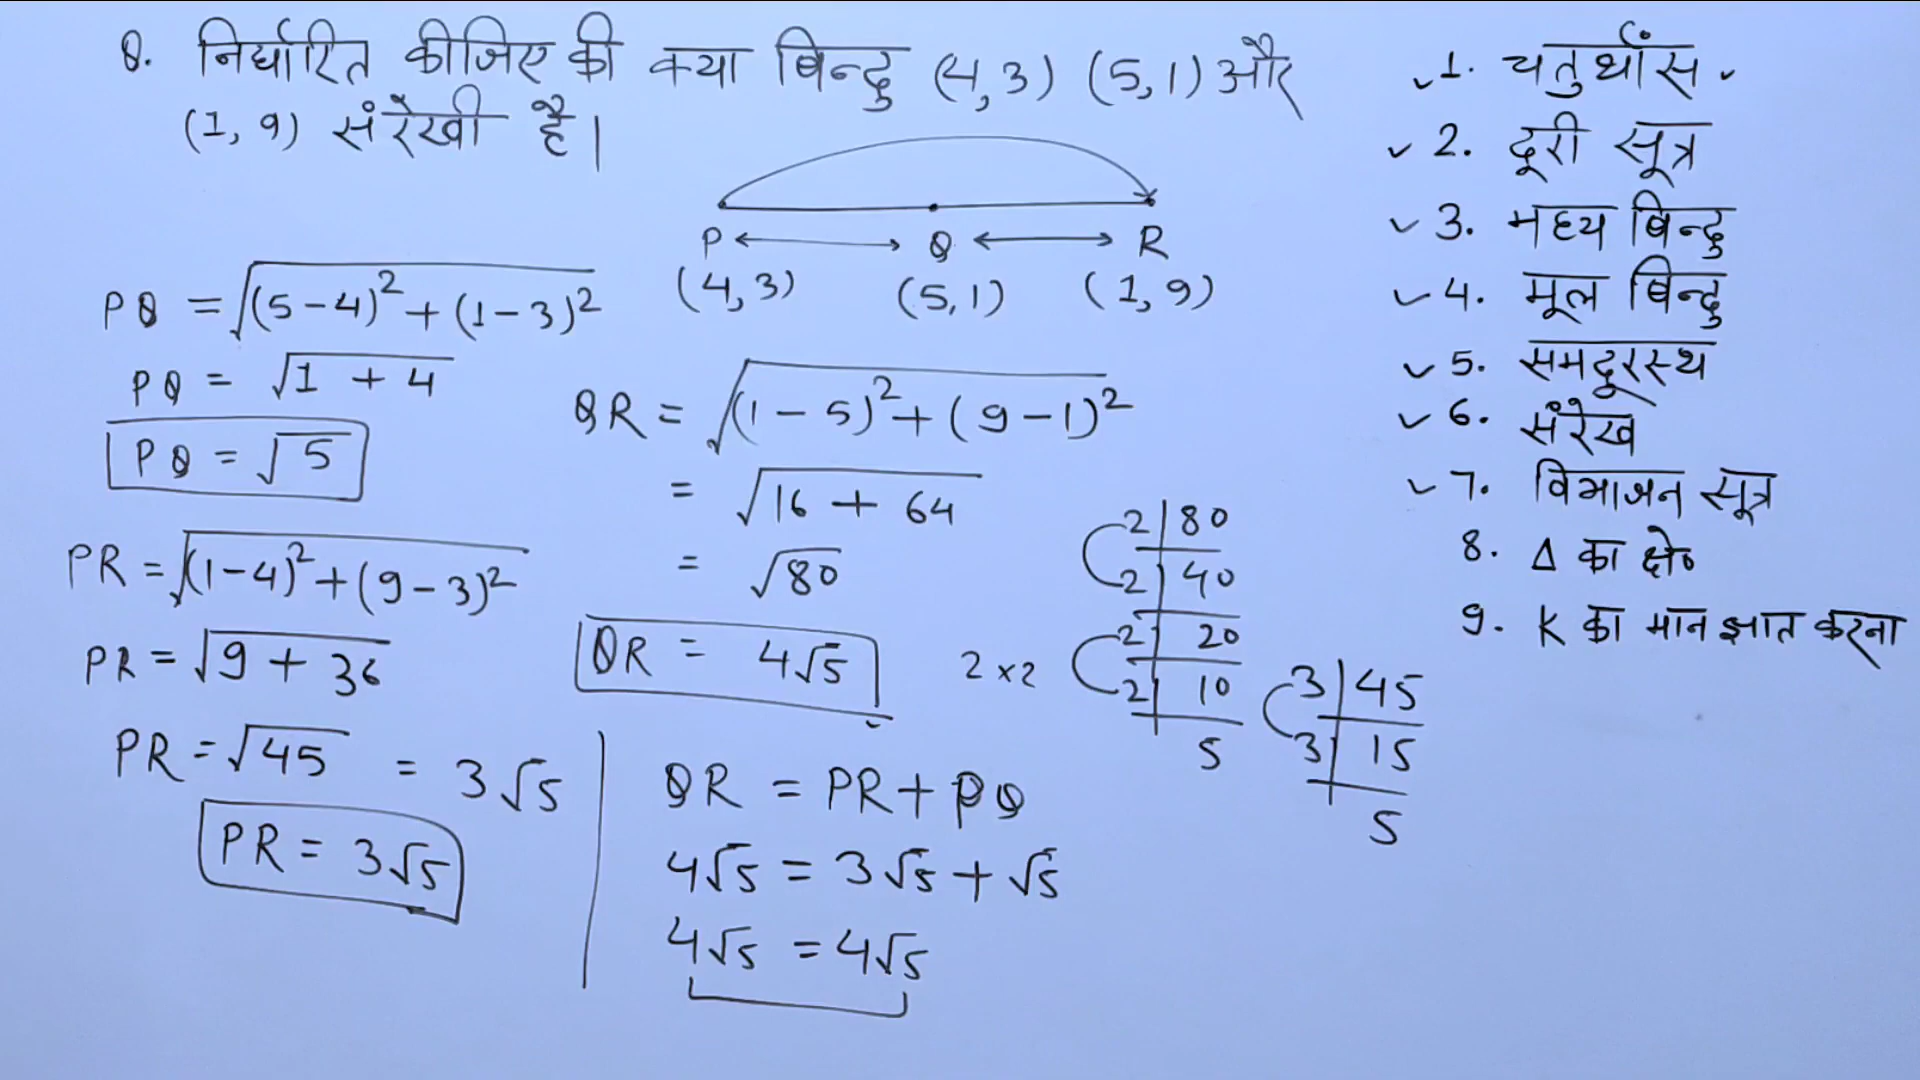 Q. निर्धारित कीजिए की क्या बिन्दु (4,3) (5,1) और
(1,9) संरेखी है।
P Q R
(4,3) (5,1) (1,9)
PQ = √(5-4)² + (1-3)²
PQ = √1 + 4
PQ = √5
PR = √(1-4)² + (9-3)²
PR = √9 + 36
PR = √45 = 3√5
PR = 3√5
QR = √(1-5)² + (9-1)²
= √16 + 64
= √80
QR = 4√5
2×2
2 | 80
2 | 40
2 | 20
2 | 10
5
3 | 45
3 | 15
5
QR = PR + PQ
4√5 = 3√5 + √5
4√5 = 4√5
✓1. चतुर्थांस ✓
✓ 2. दूरी सूत्र
✓ 3. मध्य बिन्दु
✓ 4. मूल बिन्दु
✓ 5. समदूरस्थ
✓ 6. संरेख
✓ 7. विभाजन सूत्र
8. Δ का क्षे०
9. K का मान ज्ञात करना